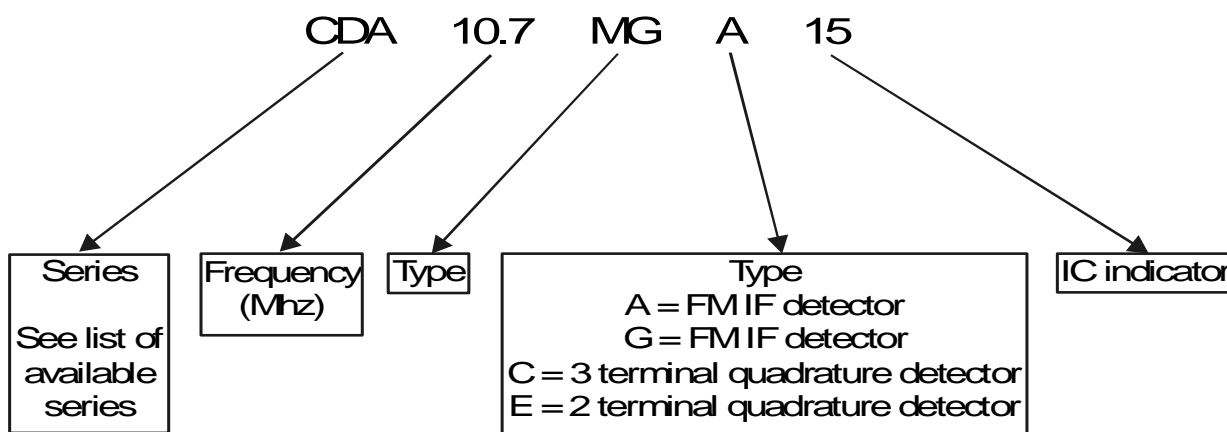 CDA 10.7 MG A 15
Series
See list of
available
series
Frequency
(Mhz)
Type
Type
A = FM IF detector
G = FM IF detector
C = 3 terminal quadrature detector
E = 2 terminal quadrature detector
IC indicator